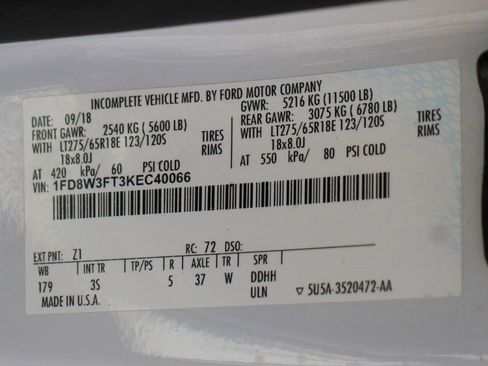 INCOMPLETE VEHICLE MFD. BY FORD MOTOR COMPANY
DATE: 09/18 GVWR: 5216 KG (11500 LB)
FRONT GAWR: 2540 KG (5600 LB) REAR GAWR: 3075 KG (6780 LB)
WITH LT275/65R18E 123/120S TIRES WITH LT275/65R18E 123/120S TIRES
18x8.0J RIMS 18x8.0J RIMS
AT 420 kPa/ 60 PSI COLD AT 550 kPa/ 80 PSI COLD
VIN: 1FD8W3FT3KEC40066
EXT PNT: Z1 RC: 72 DSO:
WB INT TR TP/PS R AXLE TR SPR
179 3S 5 37 W DDHH
MADE IN U.S.A. ULN ▽ 5U5A-3520472-AA